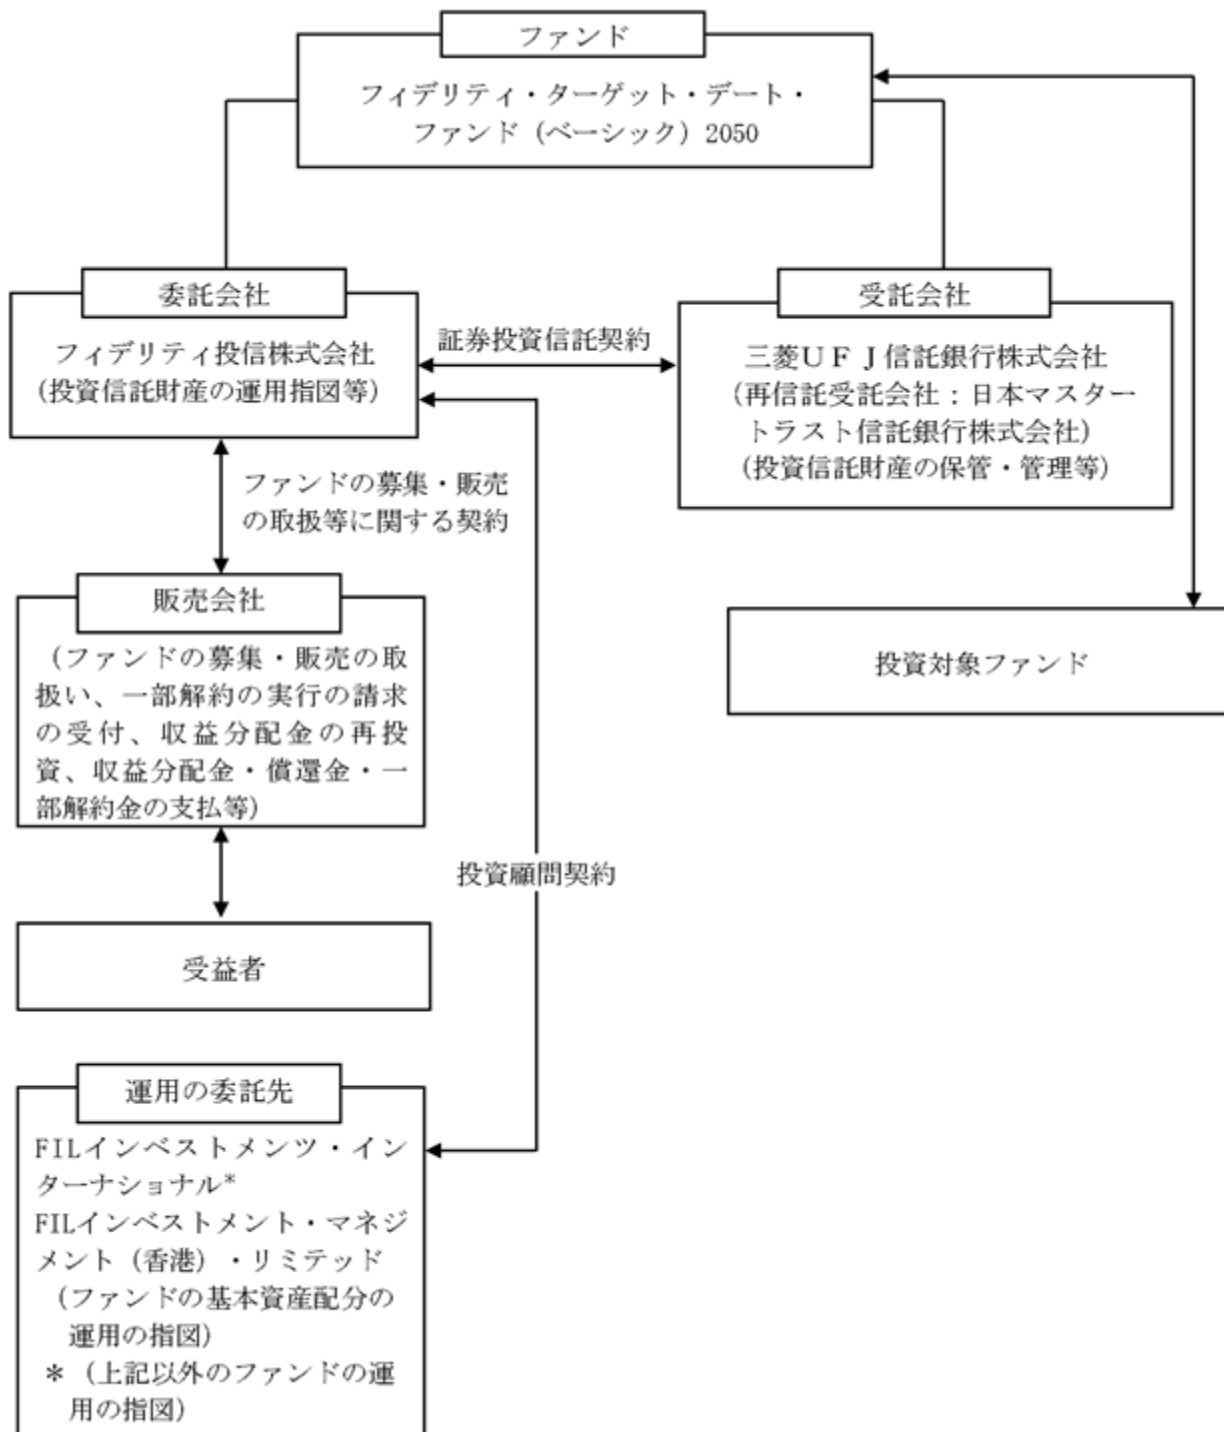 ファンド
フィデリティ・ターゲット・デート・
ファンド（ベーシック）2050
委託会社
フィデリティ投信株式会社
（投資信託財産の運用指図等）
証券投資信託契約
受託会社
三菱ＵＦＪ信託銀行株式会社
（再信託受託会社：日本マスター
トラスト信託銀行株式会社）
（投資信託財産の保管・管理等）
ファンドの募集・販売
の取扱等に関する契約
販売会社
（ファンドの募集・販売の取
扱い、一部解約の実行の請求
の受付、収益分配金の再投
資、収益分配金・償還金・一
部解約金の支払等）
投資対象ファンド
投資顧問契約
受益者
運用の委託先
FILインベストメンツ・イン
ターナショナル*
FILインベストメント・マネジ
メント（香港）・リミテッド
（ファンドの基本資産配分の
運用の指図）
＊（上記以外のファンドの運
用の指図）